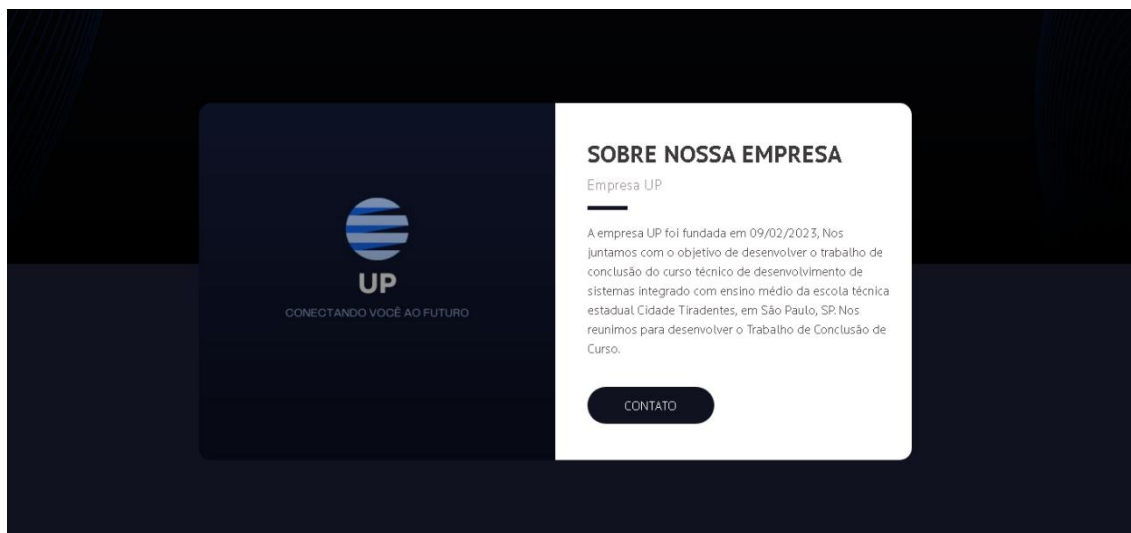 UP
CONECTANDO VOCÊ AO FUTURO
SOBRE NOSSA EMPRESA
Empresa UP
A empresa UP foi fundada em 09/02/2023, Nos
juntamos com o objetivo de desenvolver o trabalho de
conclusão do curso técnico de desenvolvimento de
sistemas integrado com ensino médio da escola técnica
estadual Cidade Tiradentes, em São Paulo, SP. Nos
reunimos para desenvolver o Trabalho de Conclusão de
Curso.
CONTATO